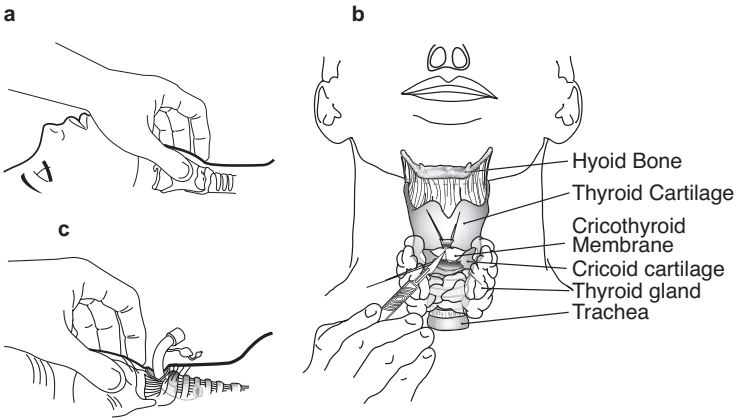 a
b
Hyoid Bone
Thyroid Cartilage
Cricothyroid
Membrane
Cricoid cartilage
Thyroid gland
Trachea
c